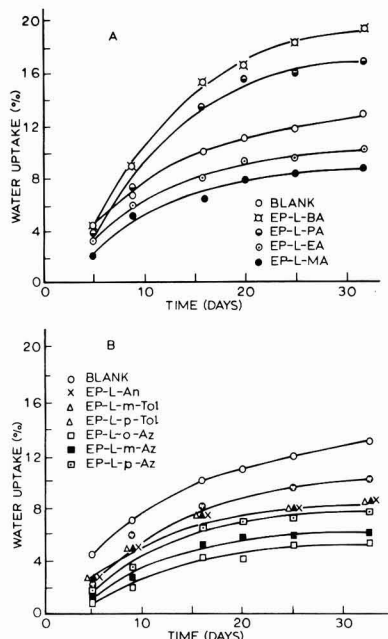 A
20
16
12
8
4
0
WATER UPTAKE (%)
BLANK
EP-L-BA
EP-L-PA
EP-L-EA
EP-L-MA
0 10 20 30
TIME (DAYS)
B
20
16
12
8
4
0
WATER UPTAKE (%)
BLANK
EP-L-An
EP-L-m-Tol
EP-L-p-Tol
EP-L-o-Az
EP-L-m-Az
EP-L-p-Az
0 10 20 30
TIME (DAYS)